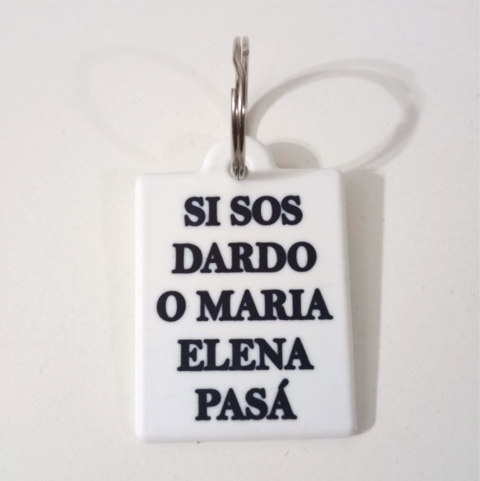 SI SOS
DARDO
O MARIA
ELENA
PASÁ